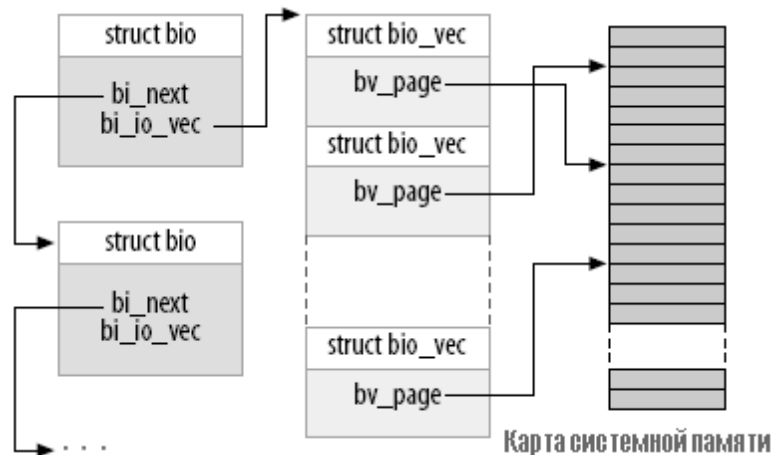 struct bio
bi_next
bi_io_vec
struct bio
bi_next
bi_io_vec
. . .
struct bio_vec
bv_page
struct bio_vec
bv_page
struct bio_vec
bv_page
Карта системной памяти